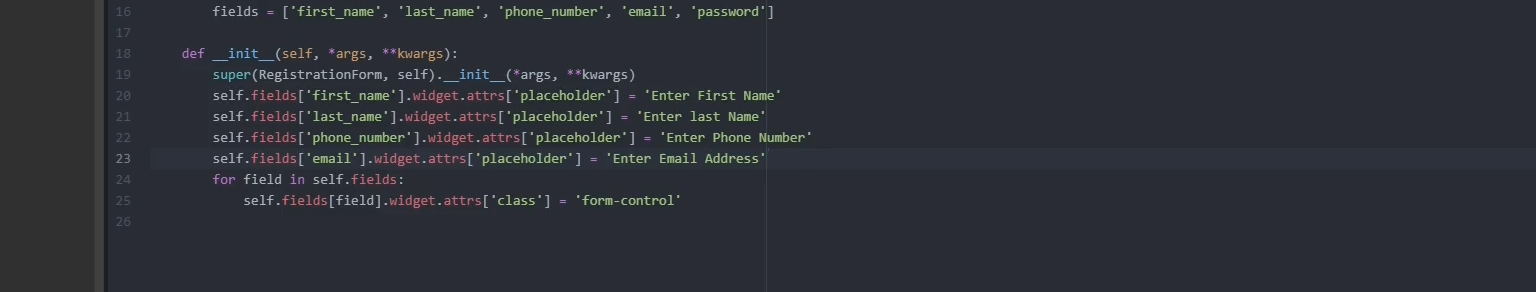 16 fields = ['first_name', 'last_name', 'phone_number', 'email', 'password']
17
18 def __init__(self, *args, **kwargs):
19 super(RegistrationForm, self).__init__(*args, **kwargs)
20 self.fields['first_name'].widget.attrs['placeholder'] = 'Enter First Name'
21 self.fields['last_name'].widget.attrs['placeholder'] = 'Enter last Name'
22 self.fields['phone_number'].widget.attrs['placeholder'] = 'Enter Phone Number'
23 self.fields['email'].widget.attrs['placeholder'] = 'Enter Email Address'
24 for field in self.fields:
25 self.fields[field].widget.attrs['class'] = 'form-control'
26